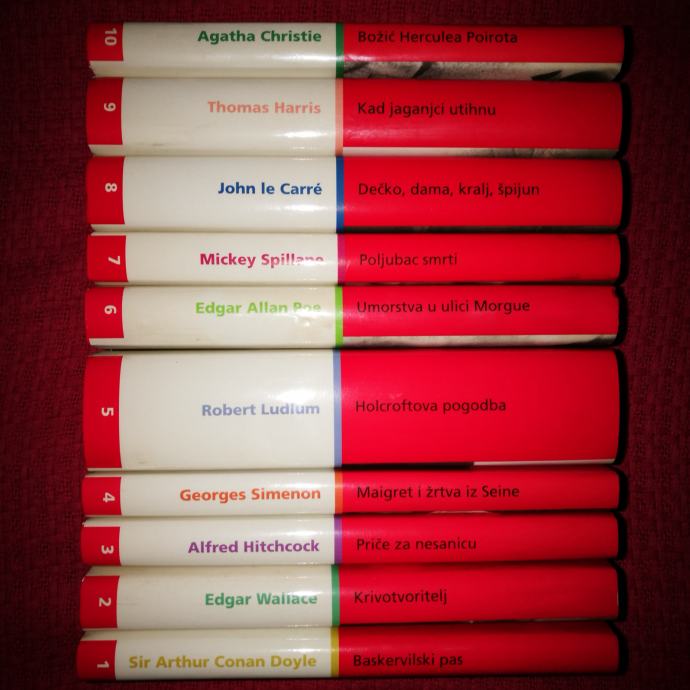 10 Agatha Christie Božić Herculea Poirota
9 Thomas Harris Kad jaganjci utihnu
8 John le Carré Dečko, dama, kralj, špijun
7 Mickey Spillane Poljubac smrti
6 Edgar Allan Poe Umorstva u ulici Morgue
5 Robert Ludlum Holcroftova pogodba
4 Georges Simenon Maigret i žrtva iz Seine
3 Alfred Hitchcock Priče za nesanicu
2 Edgar Wallace Krivotvoritelj
1 Sir Arthur Conan Doyle Baskervilski pas